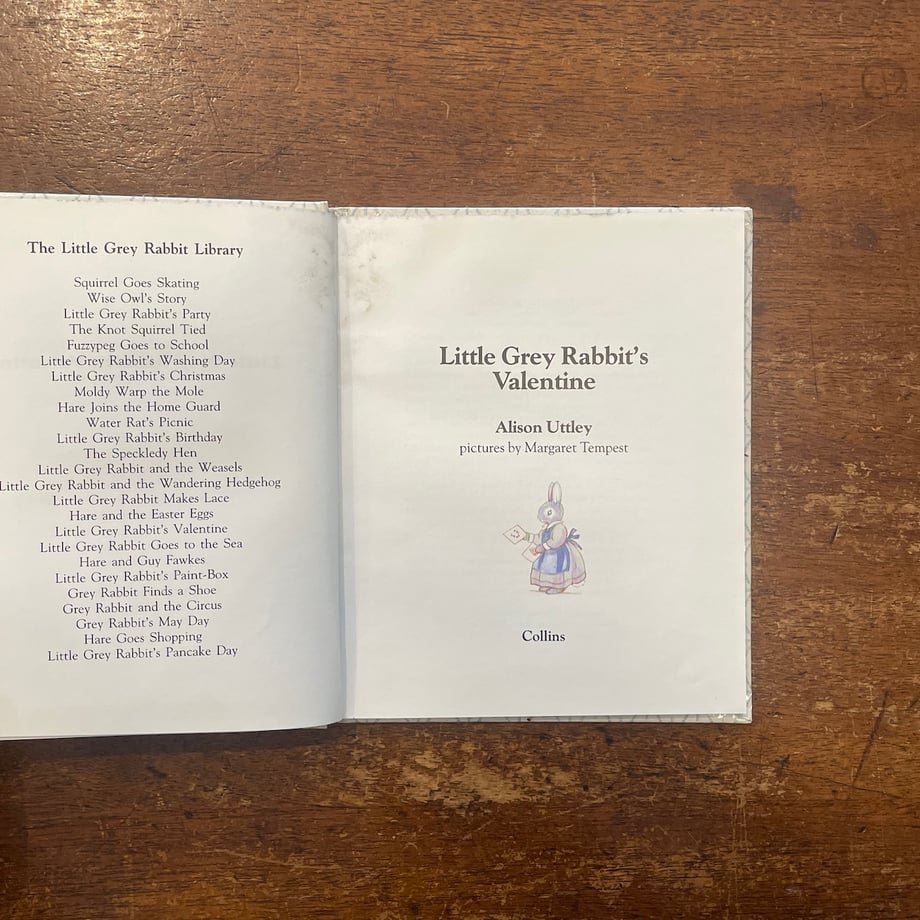 The Little Grey Rabbit Library
Squirrel Goes Skating
Wise Owl's Story
Little Grey Rabbit's Party
The Knot Squirrel Tied
Fuzzypeg Goes to School
Little Grey Rabbit's Washing Day
Little Grey Rabbit's Christmas
Moldy Warp the Mole
Hare Joins the Home Guard
Water Rat's Picnic
Little Grey Rabbit's Birthday
The Speckledy Hen
Little Grey Rabbit and the Weasels
Little Grey Rabbit and the Wandering Hedgehog
Little Grey Rabbit Makes Lace
Hare and the Easter Eggs
Little Grey Rabbit's Valentine
Little Grey Rabbit Goes to the Sea
Hare and Guy Fawkes
Little Grey Rabbit's Paint-Box
Grey Rabbit Finds a Shoe
Grey Rabbit and the Circus
Grey Rabbit's May Day
Hare Goes Shopping
Little Grey Rabbit's Pancake Day
Little Grey Rabbit's
Valentine
Alison Uttley
pictures by Margaret Tempest
Collins